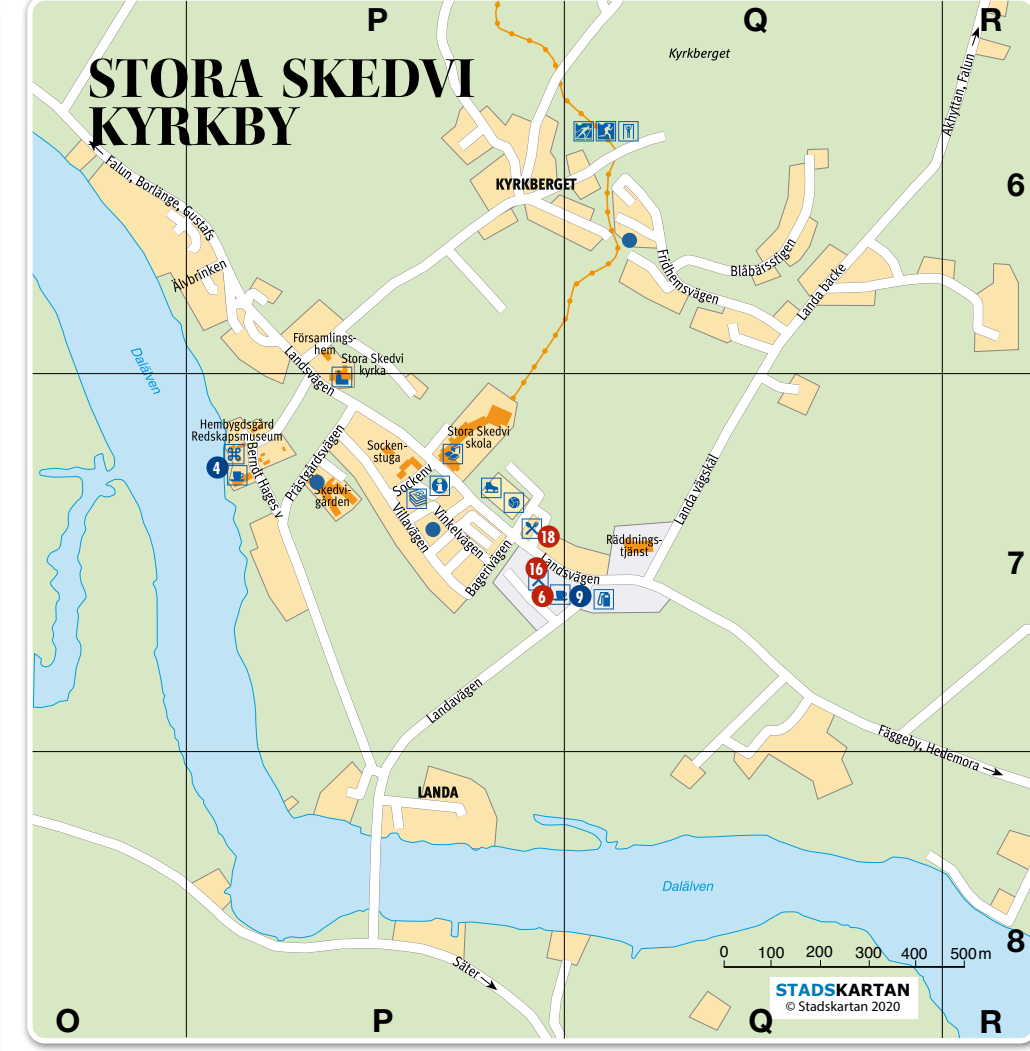 P
Q
R
Kyrkberget
STORA SKEDVI
KYRKBY
Åkhyttan, Falun
Falun, Borlänge, Gustafs
KYRKBERGET
6
Älvbrinken
Fridhemsvägen
Blåbärsstigen
Landa backe
Församlings-
hem
Stora Skedvi
kyrka
Landsvägen
Dalälven
Hembygdsgård
Redskapsmuseum
4
Berndt Hages v
Prästgårdsvägen
Skedvi-
gården
Socken-
stuga
Stora Skedvi
skola
Sockenv
Villavägen
Vinkelvägen
Bagerivägen
18
16
6
9
Landsvägen
Räddnings-
tjänst
Landa vägskäl
7
Landavägen
Fäggeby, Hedemora
LANDA
Dalälven
8
Säter
0 100 200 300 400 500 m
STADSKARTAN
© Stadskartan 2020
O
P
Q
R